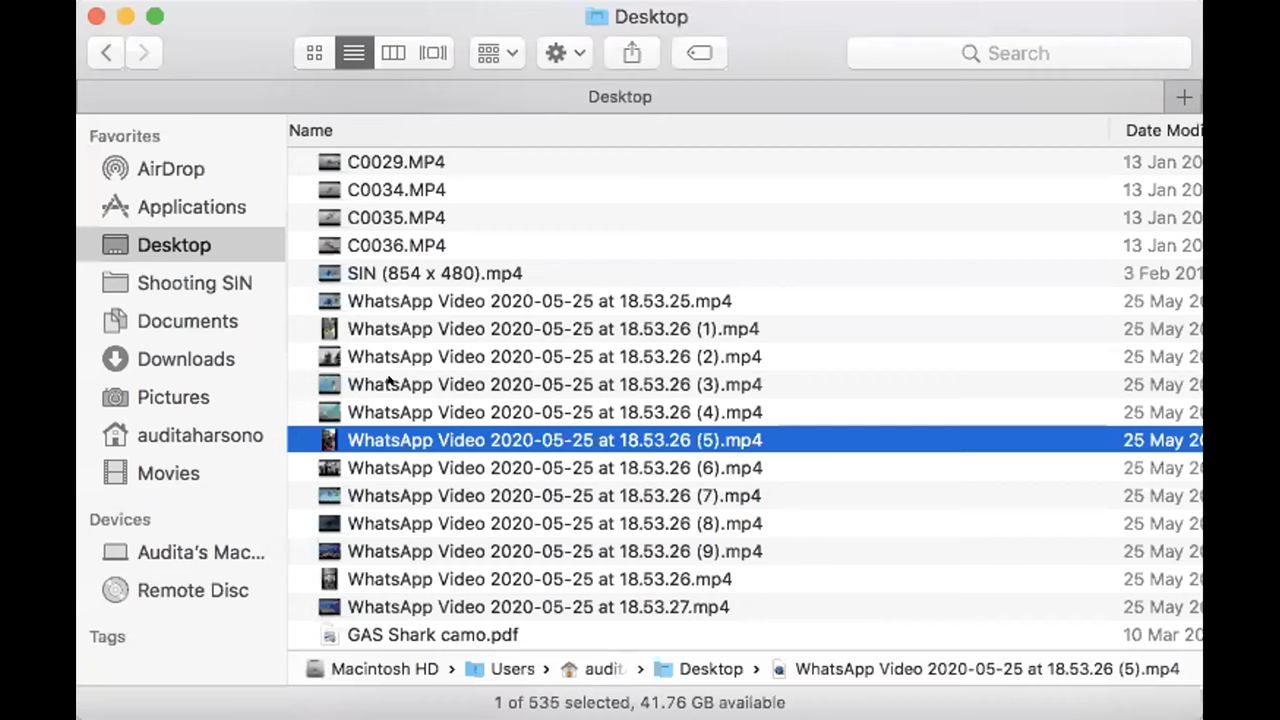 Desktop
Search
Desktop
Favorites
AirDrop
Applications
Desktop
Shooting SIN
Documents
Downloads
Pictures
auditaharsono
Movies
Devices
Audita's Mac...
Remote Disc
Tags
Name
Date Modi
C0029.MP4
13 Jan 20
C0034.MP4
13 Jan 20
C0035.MP4
13 Jan 20
C0036.MP4
13 Jan 20
SIN (854 x 480).mp4
3 Feb 201
WhatsApp Video 2020-05-25 at 18.53.25.mp4
25 May 2
WhatsApp Video 2020-05-25 at 18.53.26 (1).mp4
25 May 2
WhatsApp Video 2020-05-25 at 18.53.26 (2).mp4
25 May 2
WhatsApp Video 2020-05-25 at 18.53.26 (3).mp4
25 May 2
WhatsApp Video 2020-05-25 at 18.53.26 (4).mp4
25 May 2
WhatsApp Video 2020-05-25 at 18.53.26 (5).mp4
25 May 2
WhatsApp Video 2020-05-25 at 18.53.26 (6).mp4
25 May 2
WhatsApp Video 2020-05-25 at 18.53.26 (7).mp4
25 May 2
WhatsApp Video 2020-05-25 at 18.53.26 (8).mp4
25 May 2
WhatsApp Video 2020-05-25 at 18.53.26 (9).mp4
25 May 2
WhatsApp Video 2020-05-25 at 18.53.26.mp4
25 May 2
WhatsApp Video 2020-05-25 at 18.53.27.mp4
25 May 2
GAS Shark camo.pdf
10 Mar 20
Macintosh HD › Users › audit › Desktop › WhatsApp Video 2020-05-25 at 18.53.26 (5).mp4
1 of 535 selected, 41.76 GB available